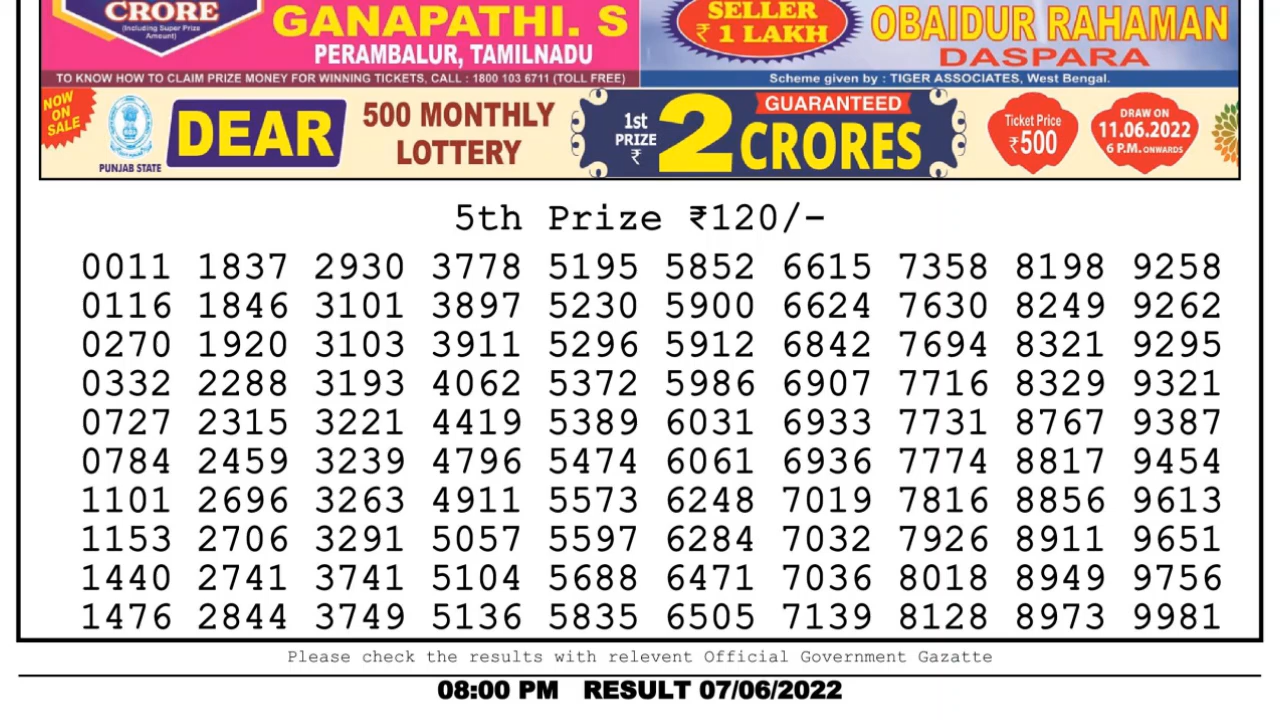 CRORE
(Including Super Prize
Amount)
GANAPATHI. S
PERAMBALUR, TAMILNADU
TO KNOW HOW TO CLAIM PRIZE MONEY FOR WINNING TICKETS, CALL : 1800 103 6711 (TOLL FREE)
SELLER
₹ 1 LAKH
OBAIDUR RAHAMAN
DASPARA
Scheme given by : TIGER ASSOCIATES, West Bengal.
NOW
ON
SALE
PUNJAB STATE
DEAR
500 MONTHLY
LOTTERY
1st
PRIZE
₹
2
GUARANTEED
CRORES
Ticket Price
₹500
DRAW ON
11.06.2022
6 P.M. ONWARDS
5th Prize ₹120/-
0011 1837 2930 3778 5195 5852 6615 7358 8198 9258
0116 1846 3101 3897 5230 5900 6624 7630 8249 9262
0270 1920 3103 3911 5296 5912 6842 7694 8321 9295
0332 2288 3193 4062 5372 5986 6907 7716 8329 9321
0727 2315 3221 4419 5389 6031 6933 7731 8767 9387
0784 2459 3239 4796 5474 6061 6936 7774 8817 9454
1101 2696 3263 4911 5573 6248 7019 7816 8856 9613
1153 2706 3291 5057 5597 6284 7032 7926 8911 9651
1440 2741 3741 5104 5688 6471 7036 8018 8949 9756
1476 2844 3749 5136 5835 6505 7139 8128 8973 9981
Please check the results with relevent Official Government Gazatte
08:00 PM RESULT 07/06/2022